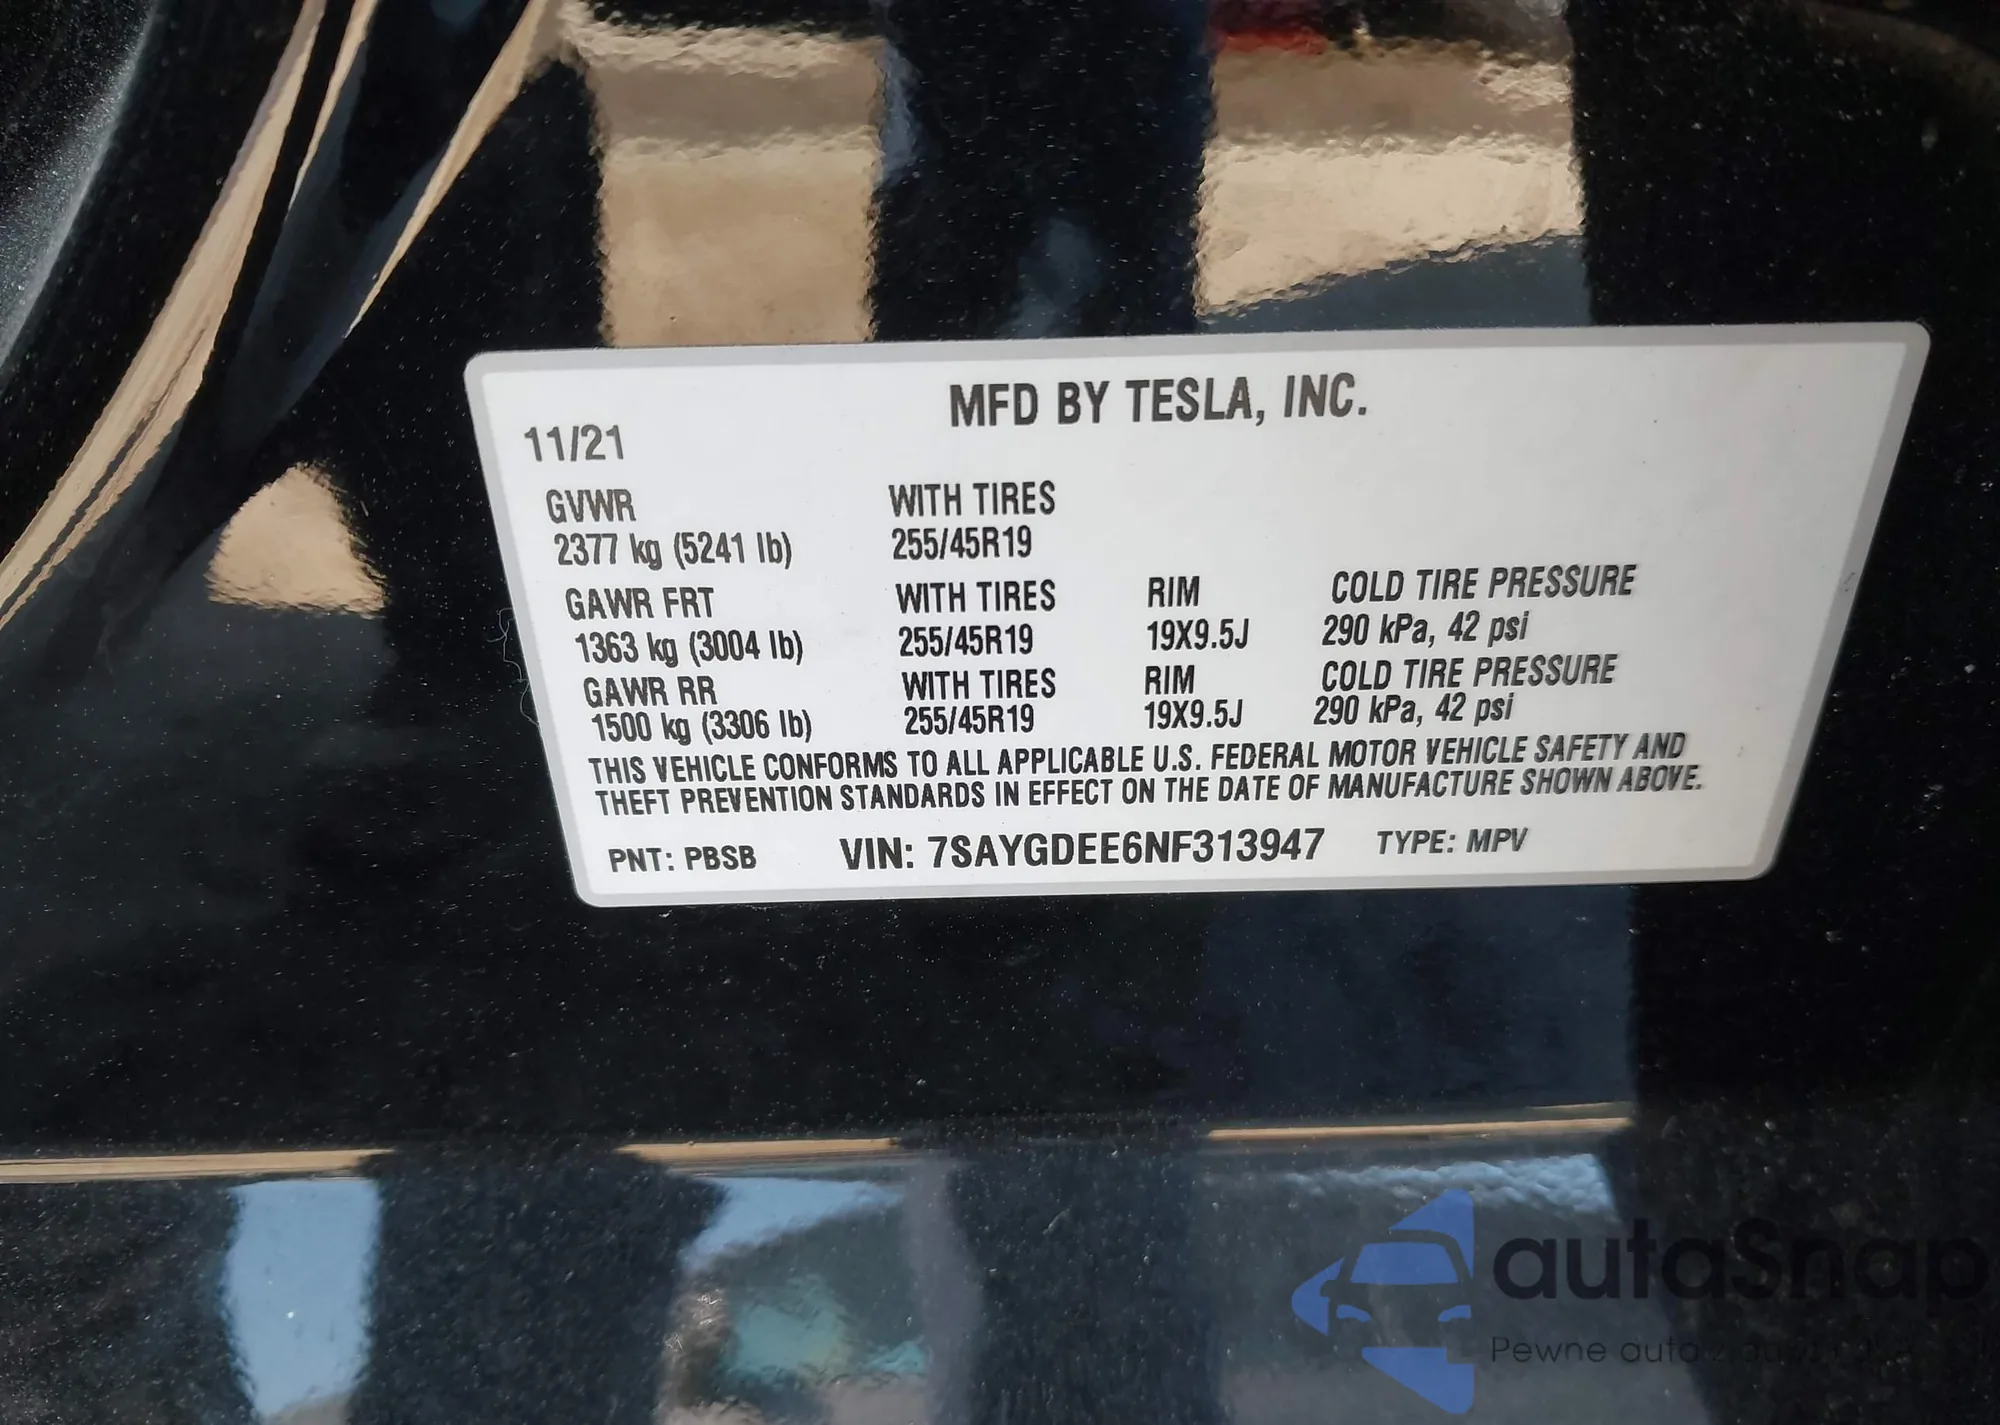 MFD BY TESLA, INC.
11/21
GVWR WITH TIRES
2377 kg (5241 lb) 255/45R19
GAWR FRT WITH TIRES RIM COLD TIRE PRESSURE
1363 kg (3004 lb) 255/45R19 19X9.5J 290 kPa, 42 psi
GAWR RR WITH TIRES RIM COLD TIRE PRESSURE
1500 kg (3306 lb) 255/45R19 19X9.5J 290 kPa, 42 psi
THIS VEHICLE CONFORMS TO ALL APPLICABLE U.S. FEDERAL MOTOR VEHICLE SAFETY AND
THEFT PREVENTION STANDARDS IN EFFECT ON THE DATE OF MANUFACTURE SHOWN ABOVE.
PNT: PBSB VIN: 7SAYGDEE6NF313947 TYPE: MPV
autaSnap
Pewne auta z